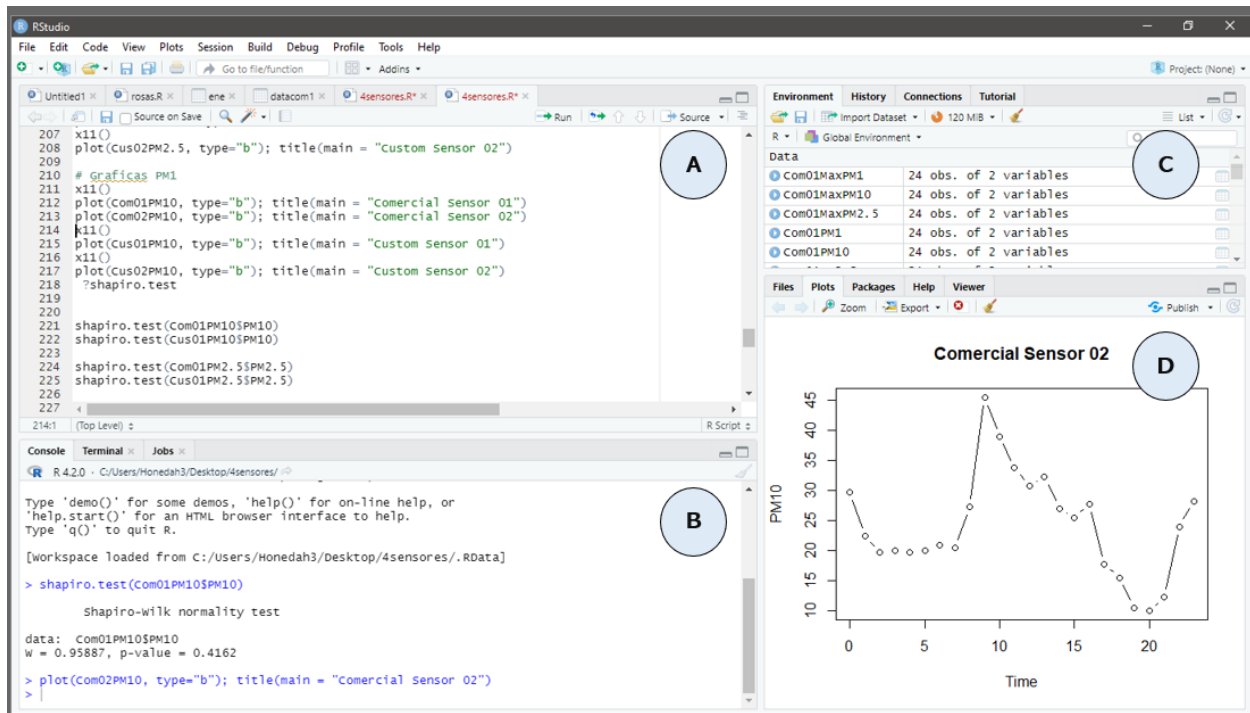 RStudio
File Edit Code View Plots Session Build Debug Profile Tools Help
Go to file/function Addins Project: (None)
Untitled1 rosas.R ene datacom1 4sensores.R* 4sensores.R*
Source on Save Run Source
207 x11()
208 plot(Cus02PM2.5, type="b"); title(main = "Custom Sensor 02")
209
210 # Graficas PM1
211 x11()
212 plot(Com01PM10, type="b"); title(main = "Comercial Sensor 01")
213 plot(Com02PM10, type="b"); title(main = "Comercial Sensor 02")
214 x11()
215 plot(Cus01PM10, type="b"); title(main = "Custom Sensor 01")
216 x11()
217 plot(Cus02PM10, type="b"); title(main = "Custom Sensor 02")
218 ?shapiro.test
219
220
221 shapiro.test(Com01PM10$PM10)
222 shapiro.test(Cus01PM10$PM10)
223
224 shapiro.test(Com01PM2.5$PM2.5)
225 shapiro.test(Cus01PM2.5$PM2.5)
226
227
A
214:1 (Top Level) R Script
Console Terminal Jobs
R 4.2.0 · C:/Users/Honedah3/Desktop/4sensores/
Type 'demo()' for some demos, 'help()' for on-line help, or
'help.start()' for an HTML browser interface to help.
Type 'q()' to quit R.
[Workspace loaded from C:/Users/Honedah3/Desktop/4sensores/.RData]
> shapiro.test(Com01PM10$PM10)
Shapiro-Wilk normality test
data: Com01PM10$PM10
W = 0.95887, p-value = 0.4162
> plot(Com02PM10, type="b"); title(main = "Comercial Sensor 02")
>
B
Environment History Connections Tutorial
Import Dataset 120 MiB List
R Global Environment
Data
Com01MaxPM1 24 obs. of 2 variables
Com01MaxPM10 24 obs. of 2 variables
Com01MaxPM2.5 24 obs. of 2 variables
Com01PM1 24 obs. of 2 variables
Com01PM10 24 obs. of 2 variables
C
Files Plots Packages Help Viewer
Zoom Export Publish
Comercial Sensor 02
D
PM10
45
40
35
30
25
20
15
10
0 5 10 15 20
Time